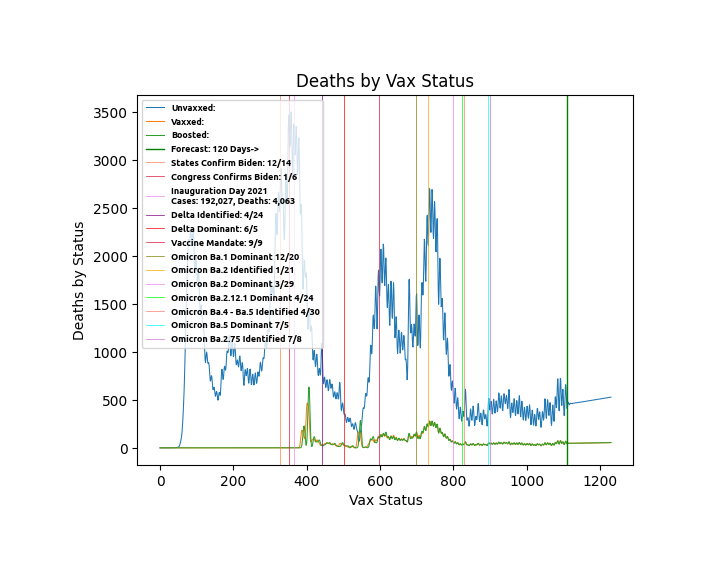 Deaths by Vax Status
Deaths by Status
3500
3000
2500
2000
1500
1000
500
0
Unvaxxed:
Vaxxed:
Boosted:
Forecast: 120 Days->
States Confirm Biden: 12/14
Congress Confirms Biden: 1/6
Inauguration Day 2021
Cases: 192,027, Deaths: 4,063
Delta Identified: 4/24
Delta Dominant: 6/5
Vaccine Mandate: 9/9
Omicron Ba.1 Dominant 12/20
Omicron Ba.2 Identified 1/21
Omicron Ba.2 Dominant 3/29
Omicron Ba.2.12.1 Dominant 4/24
Omicron Ba.4 - Ba.5 Identified 4/30
Omicron Ba.5 Dominant 7/5
Omicron Ba.2.75 Identified 7/8
0 200 400 600 800 1000 1200
Vax Status